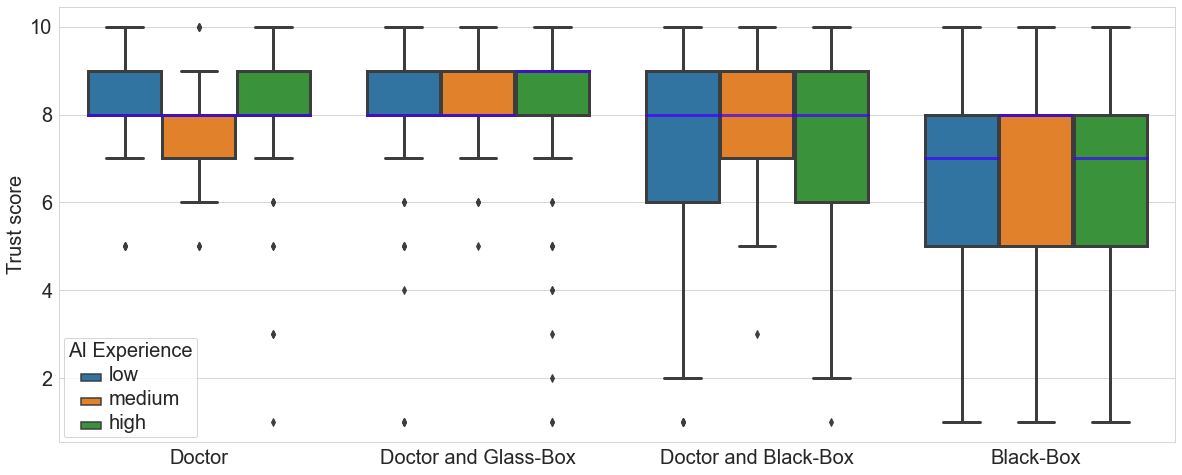 Trust score
10
8
6
4
2
AI Experience
low
medium
high
Doctor
Doctor and Glass-Box
Doctor and Black-Box
Black-Box